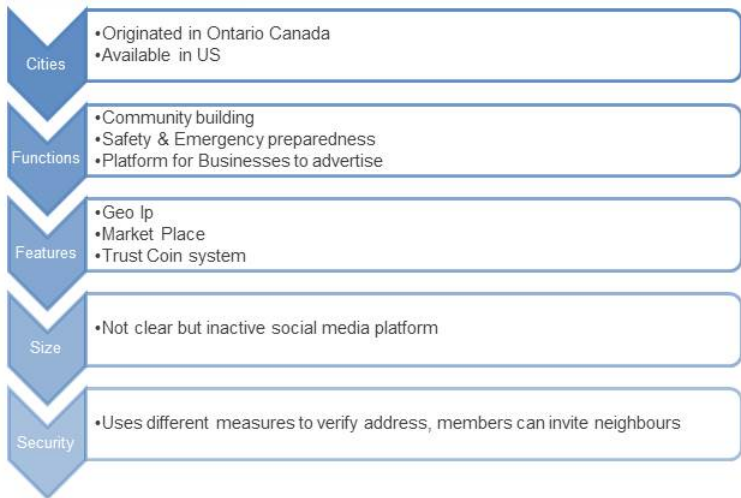 Cities
•Originated in Ontario Canada
•Available in US
Functions
•Community building
•Safety & Emergency preparedness
•Platform for Businesses to advertise
Features
•Geo Ip
•Market Place
•Trust Coin system
Size
•Not clear but inactive social media platform
Security
•Uses different measures to verify address, members can invite neighbours